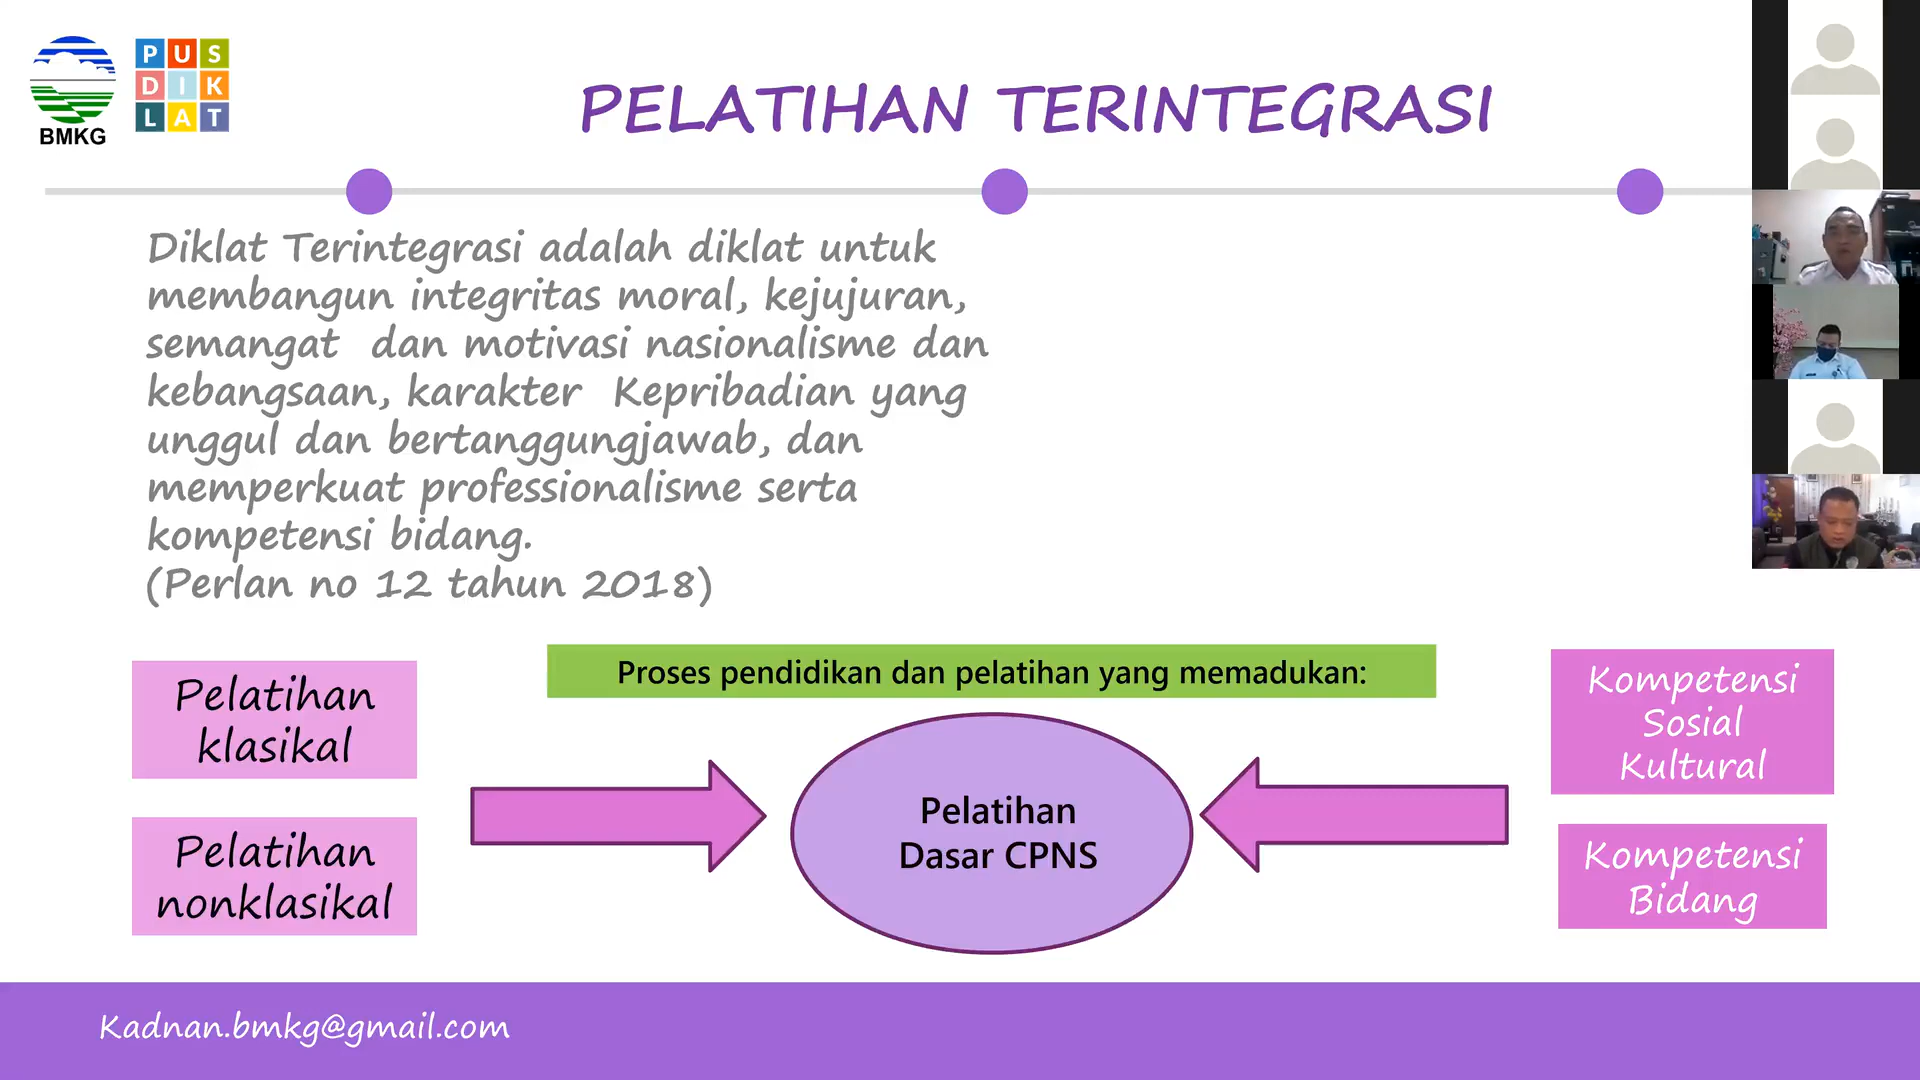 PUS
DIK
LAT
BMKG
PELATIHAN TERINTEGRASI
Diklat Terintegrasi adalah diklat untuk
membangun integritas moral, kejujuran,
semangat dan motivasi nasionalisme dan
kebangsaan, karakter Kepribadian yang
unggul dan bertanggungjawab, dan
memperkuat professionalisme serta
kompetensi bidang.
(Perlan no 12 tahun 2018)
Proses pendidikan dan pelatihan yang memadukan:
Pelatihan
klasikal
Pelatihan
nonklasikal
Pelatihan
Dasar CPNS
Kompetensi
Sosial
Kultural
Kompetensi
Bidang
Kadnan.bmkg@gmail.com